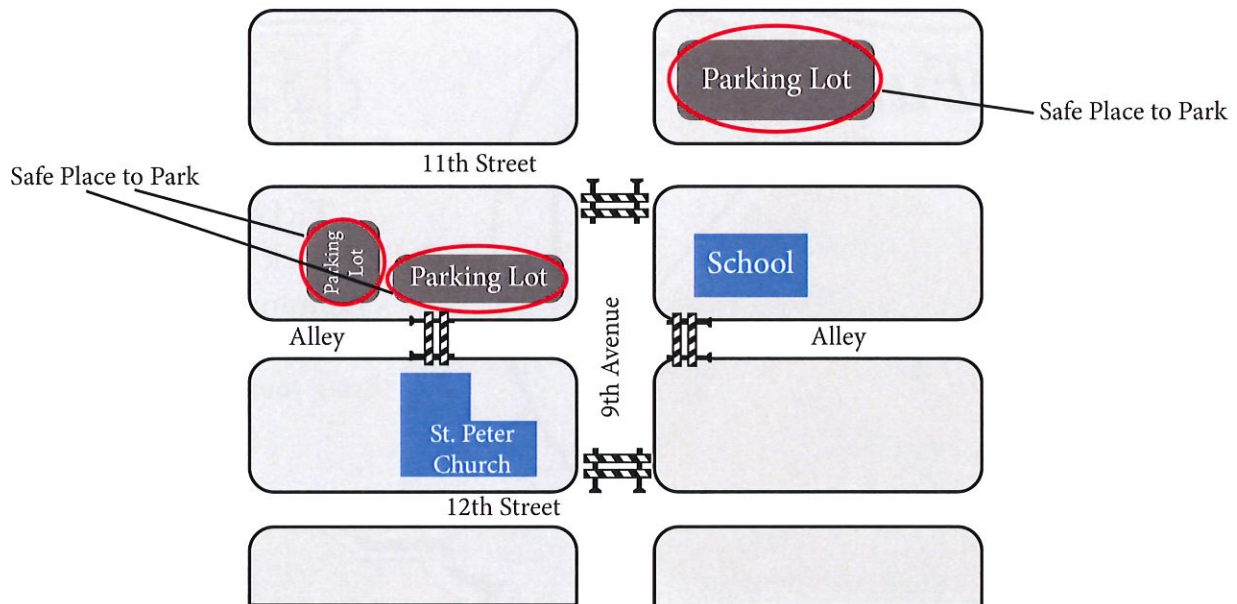 Parking Lot
Safe Place to Park
11th Street
Safe Place to Park
Parking
Lot
Parking Lot
School
Alley
Alley
9th Avenue
St. Peter
Church
12th Street